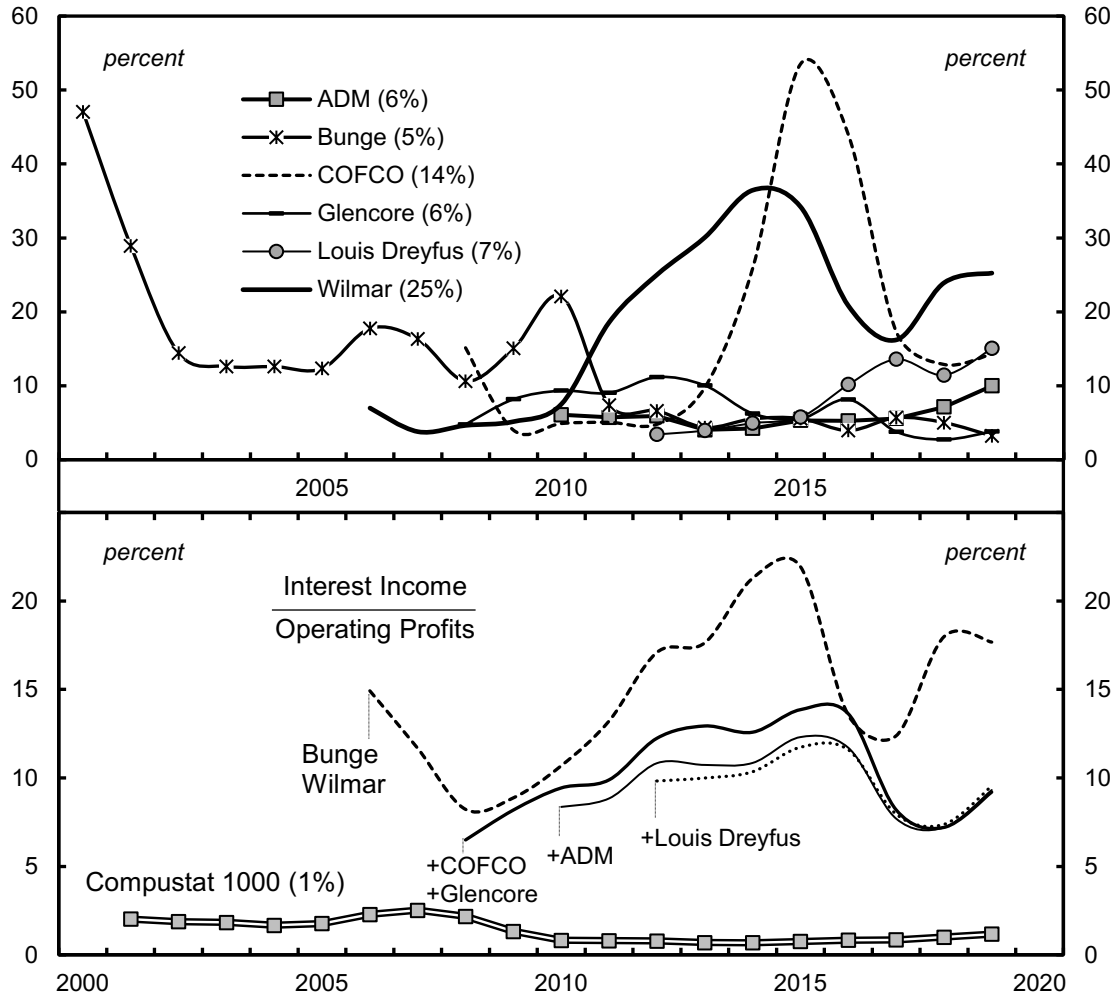 60 60
percent percent
50 50
40 40
30 30
20 20
10 10
0 0
ADM (6%)
Bunge (5%)
COFCO (14%)
Glencore (6%)
Louis Dreyfus (7%)
Wilmar (25%)
2005 2010 2015
percent percent
20 20
15 15
10 10
5 5
0 0
Interest Income
Operating Profits
Bunge
Wilmar
+COFCO
+Glencore
+ADM
+Louis Dreyfus
Compustat 1000 (1%)
2000 2005 2010 2015 2020